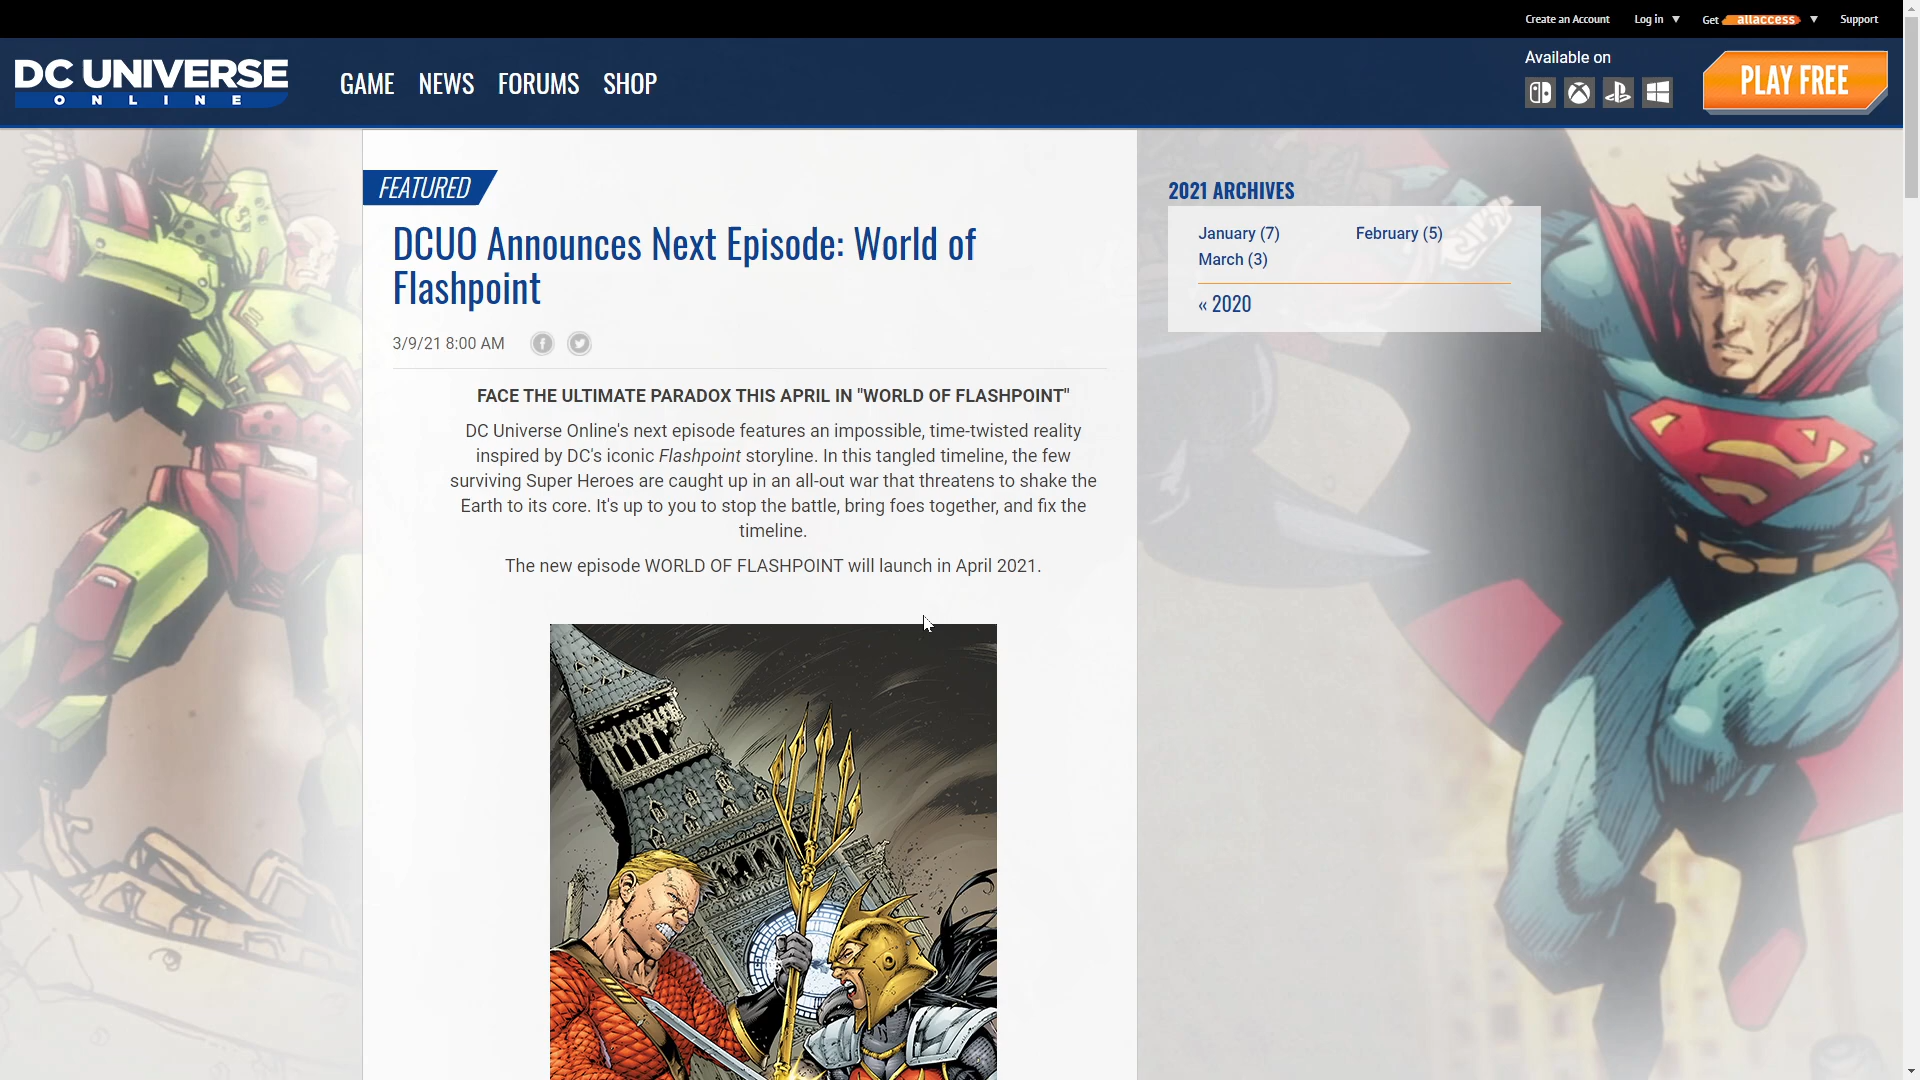 Create an Account
Log in
Get allaccess
Support
DC UNIVERSE
ONLINE
GAME
NEWS
FORUMS
SHOP
Available on
PLAY FREE
FEATURED
DCUO Announces Next Episode: World of
Flashpoint
3/9/21 8:00 AM
FACE THE ULTIMATE PARADOX THIS APRIL IN "WORLD OF FLASHPOINT"
DC Universe Online's next episode features an impossible, time-twisted reality
inspired by DC's iconic Flashpoint storyline. In this tangled timeline, the few
surviving Super Heroes are caught up in an all-out war that threatens to shake the
Earth to its core. It's up to you to stop the battle, bring foes together, and fix the
timeline.
The new episode WORLD OF FLASHPOINT will launch in April 2021.
2021 ARCHIVES
January (7)
February (5)
March (3)
« 2020